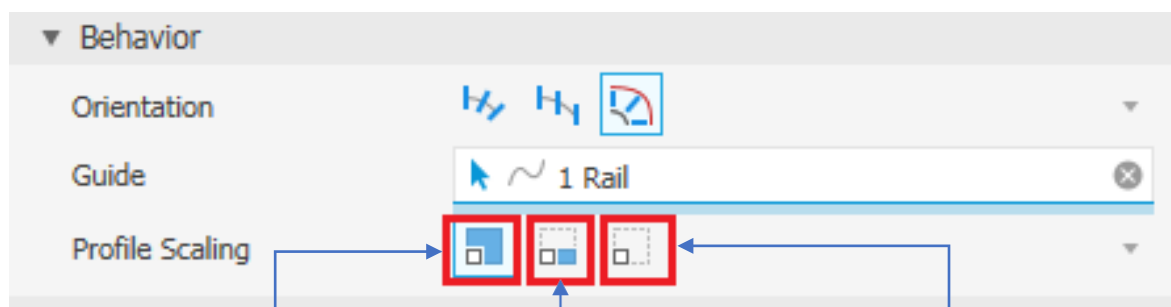 Behavior
Orientation
Guide
1 Rail
Profile Scaling